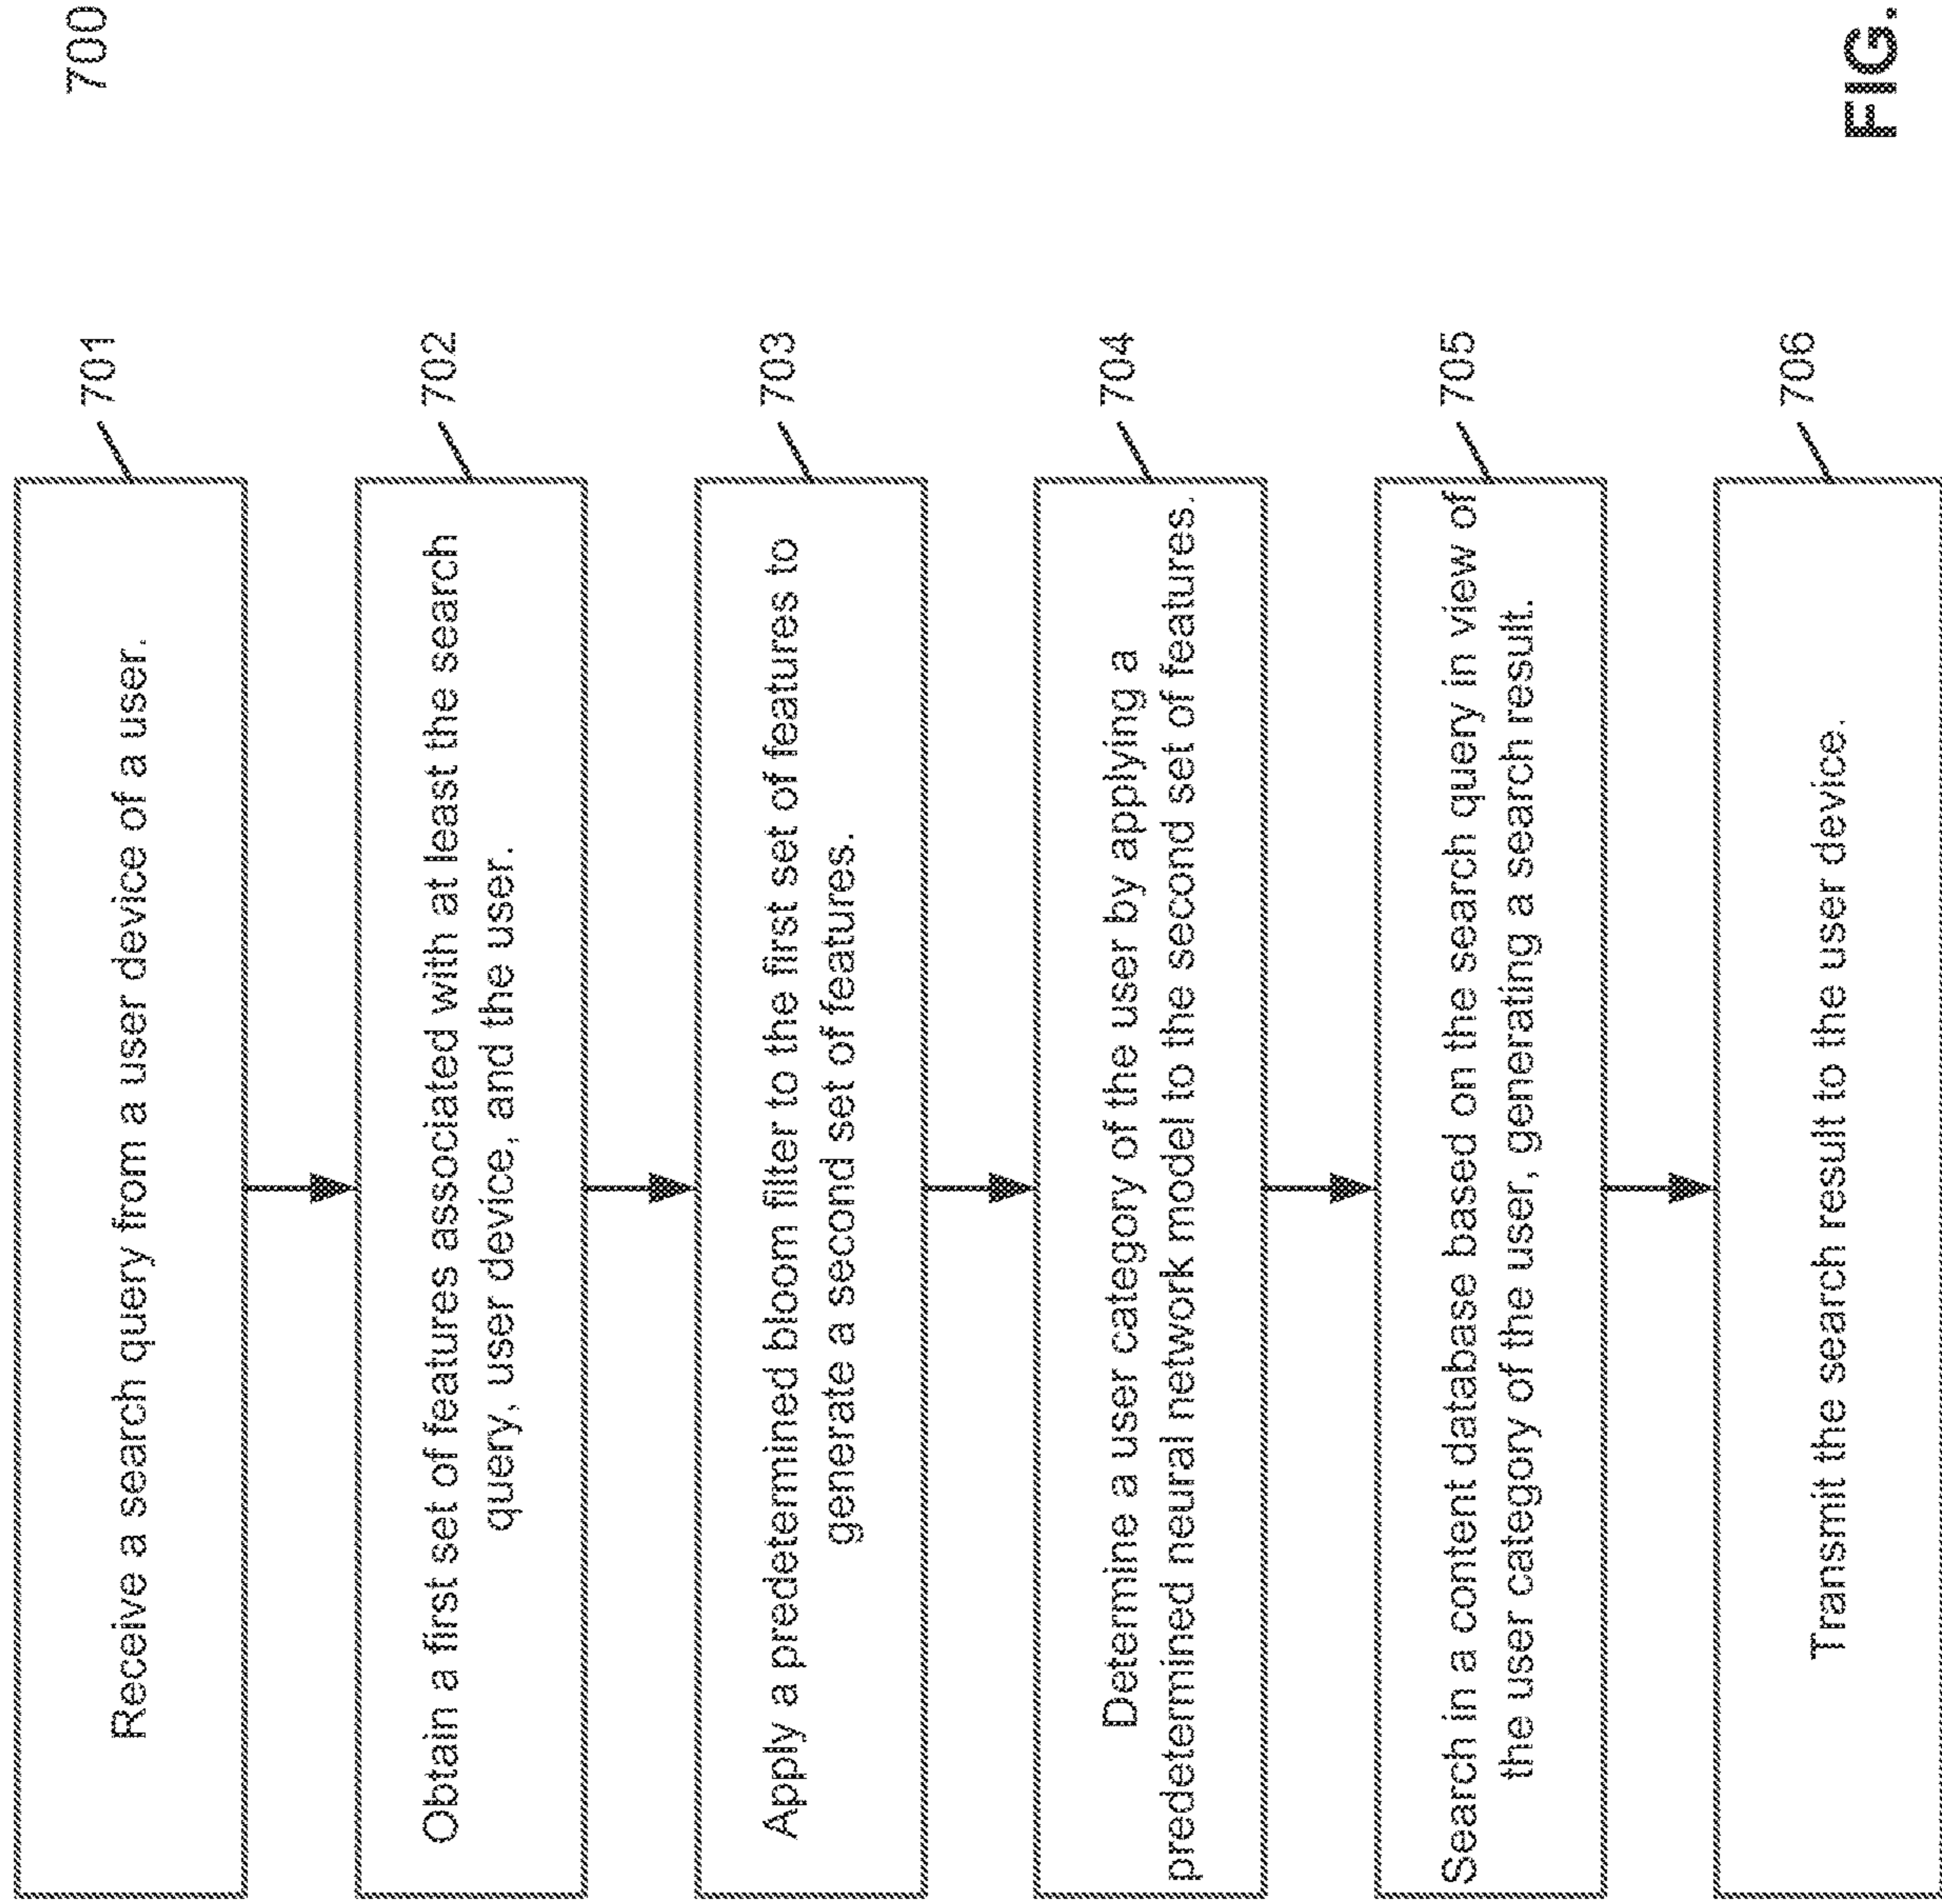 700
701
Receive a search query from a user device of a user.
702
Obtain a first set of features associated with at least the search
query, user device, and the user.
703
Apply a predetermined bloom filter to the first set of features to
generate a second set of features.
704
Determine a user category of the user by applying a
predetermined neural network model to the second set of features.
705
Search in a content database based on the search query in view of
the user category of the user, generating a search result.
706
Transmit the search result to the user device.
FIG.